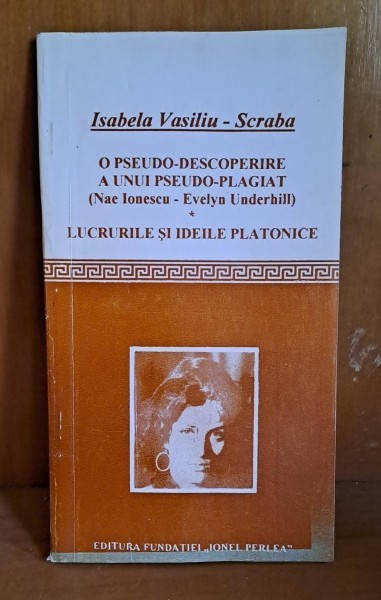 Isabela Vasiliu - Scraba
O PSEUDO-DESCOPERIRE
A UNUI PSEUDO-PLAGIAT
(Nae Ionescu - Evelyn Underhill)
*
LUCRURILE ŞI IDEILE PLATONICE
EDITURA FUNDAŢIEI „IONEL PERLEA”